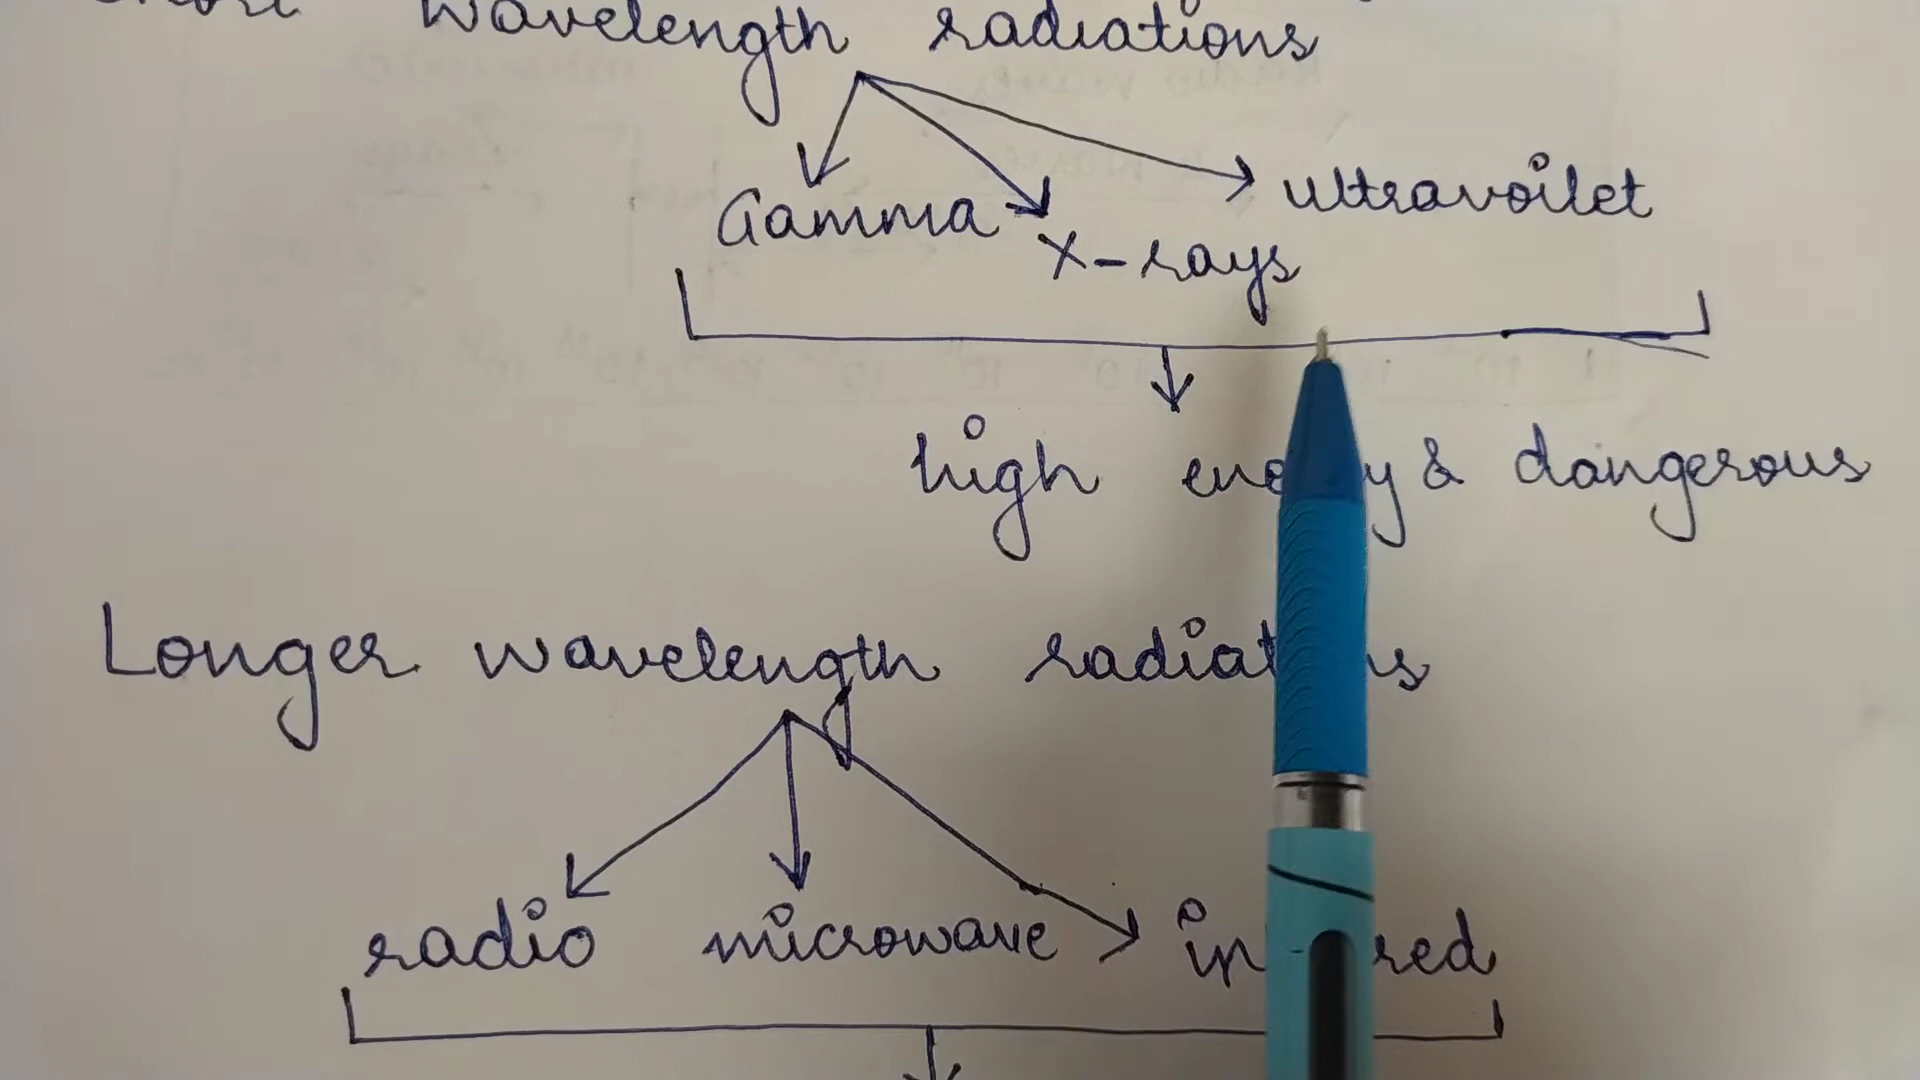 wavelength radiations
Gamma
X-rays
ultravoilet
high & dangerous
Longer wavelength
radio microwave